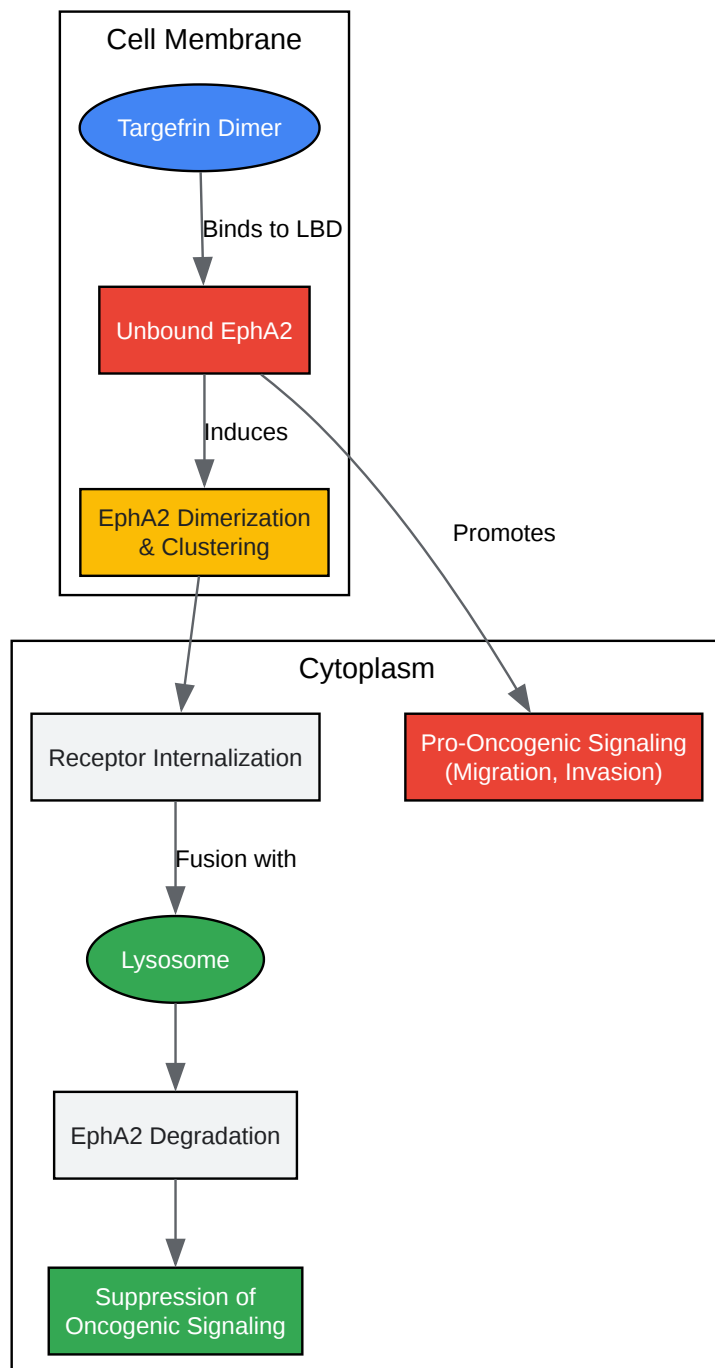 Cell Membrane
Targefrin Dimer
Binds to LBD
Unbound EphA2
Induces
EphA2 Dimerization
& Clustering
Promotes
Cytoplasm
Receptor Internalization
Pro-Oncogenic Signaling
(Migration, Invasion)
Fusion with
Lysosome
EphA2 Degradation
Suppression of
Oncogenic Signaling